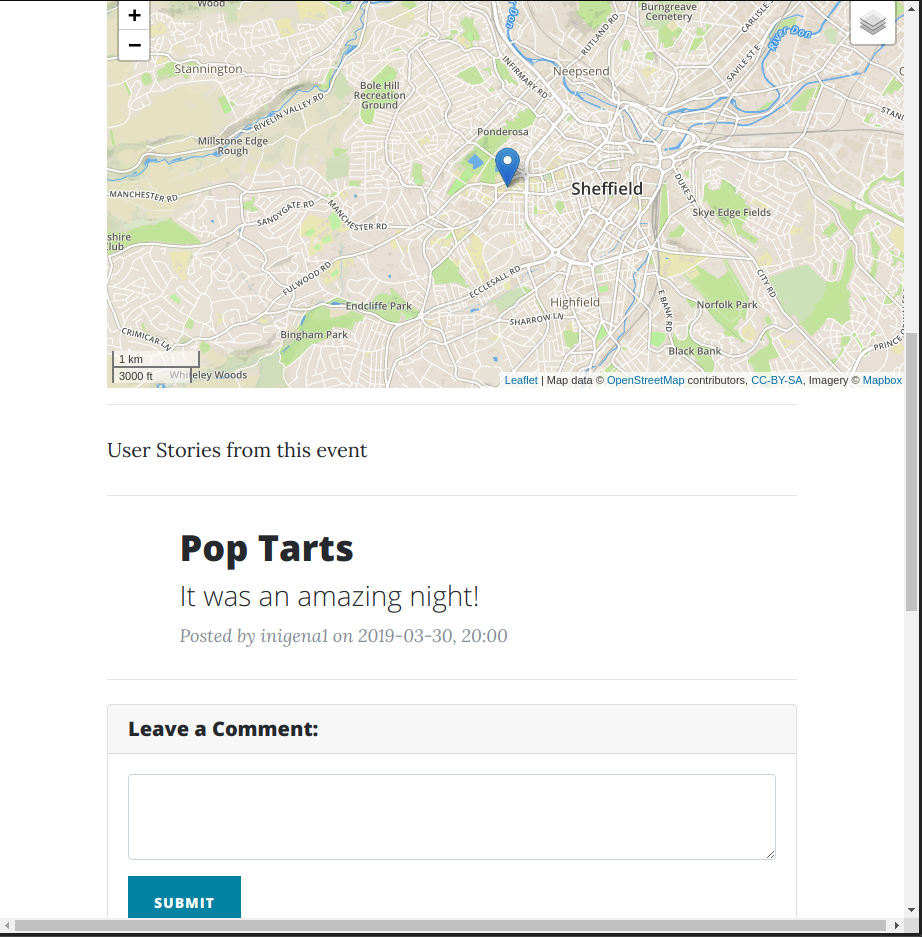 Wood
Burngreave
Cemetery
CARLISLE
+
−
Don
RUTLAND RD
River Don
Stannington
INFIRMARY RD
Neepsend
SAVILE ST E
Bole Hill
Recreation
Ground
RIVELIN VALLEY RD
Ponderosa
Millstone Edge
Rough
Sheffield
DUKE ST
MANCHESTER RD
SANDYGATE RD
MANCHESTER RD
Skye Edge Fields
shire
lub
FULWOOD RD
ECCLESALL RD
CITY RD
Endcliffe Park
Highfield
E BANK RD
Norfolk Park
SHARROW LN
CRIMICAR LN
Bingham Park
Black Bank
PRINCE
1 km
3000 ft
Whiteley Woods
Leaflet | Map data © OpenStreetMap contributors, CC-BY-SA, Imagery © Mapbox
User Stories from this event
Pop Tarts
It was an amazing night!
Posted by inigena1 on 2019-03-30, 20:00
Leave a Comment:
SUBMIT